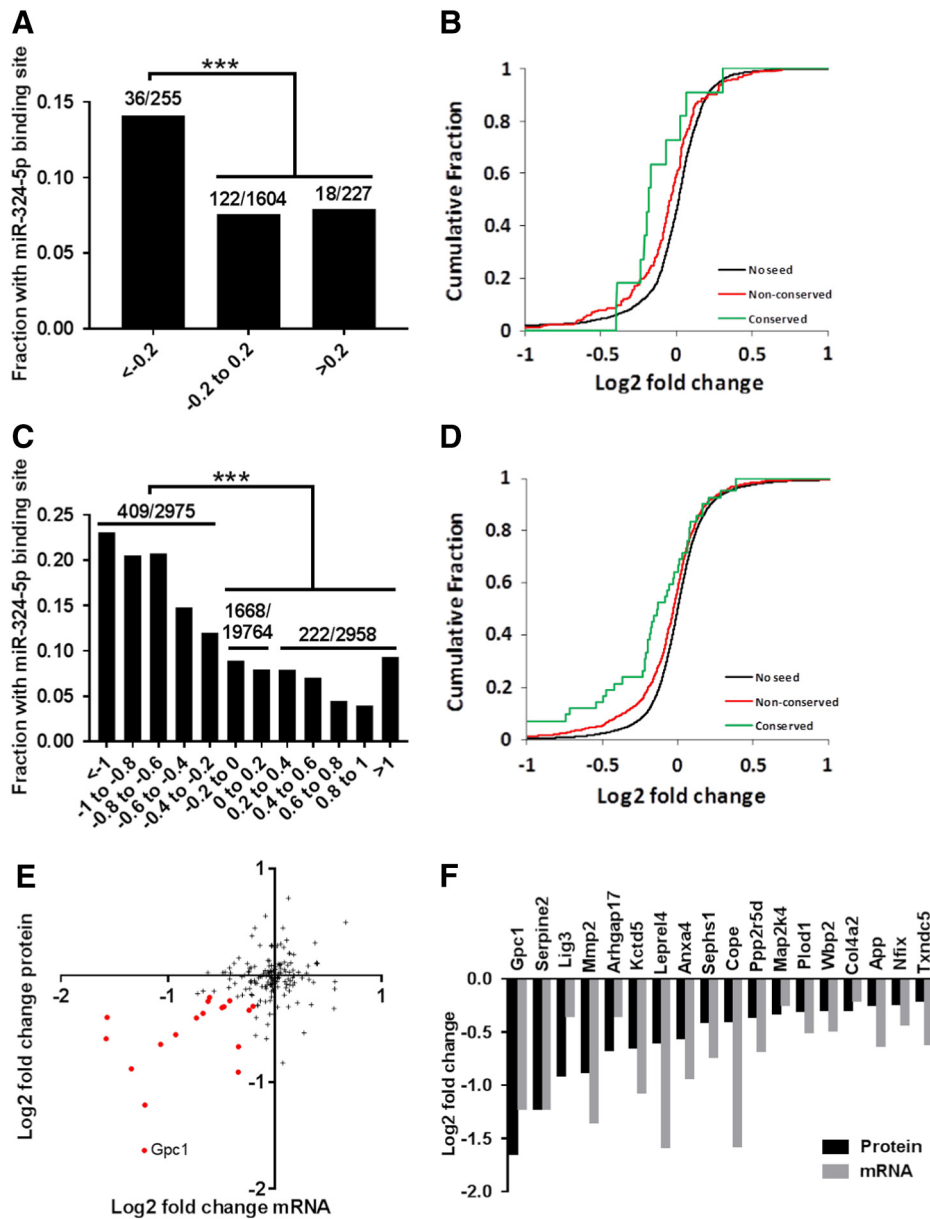 A
Fraction with miR-324-5p binding site
0.15
0.10
0.05
0.00
***
36/255
122/1604
18/227
<-0.2
-0.2 to 0.2
>0.2
B
Cumulative Fraction
1
0.8
0.6
0.4
0.2
0
No seed
Non-conserved
Conserved
-1
-0.5
0
0.5
1
Log2 fold change
C
Fraction with miR-324-5p binding site
0.25
0.20
0.15
0.10
0.05
0.00
***
409/2975
1668/
19764
222/2958
<-1
-1 to -0.8
-0.8 to -0.6
-0.6 to -0.4
-0.4 to -0.2
-0.2 to 0
0 to 0.2
0.2 to 0.4
0.4 to 0.6
0.6 to 0.8
0.8 to 1
>1
D
Cumulative Fraction
1
0.8
0.6
0.4
0.2
0
No seed
Non-conserved
Conserved
-1
-0.5
0
0.5
1
Log2 fold change
E
Log2 fold change protein
1
-2
-1
1
-1
Gpc1
-2
Log2 fold change mRNA
F
Gpc1
Serpine2
Lig3
Mmp2
Arhgap17
Kctd5
Leprel4
Anxa4
Sephs1
Cope
Ppp2r5d
Map2k4
Plod1
Wbp2
Col4a2
App
Nfix
Txndc5
Log2 fold change
0.0
-0.5
-1.0
-1.5
-2.0
Protein
mRNA